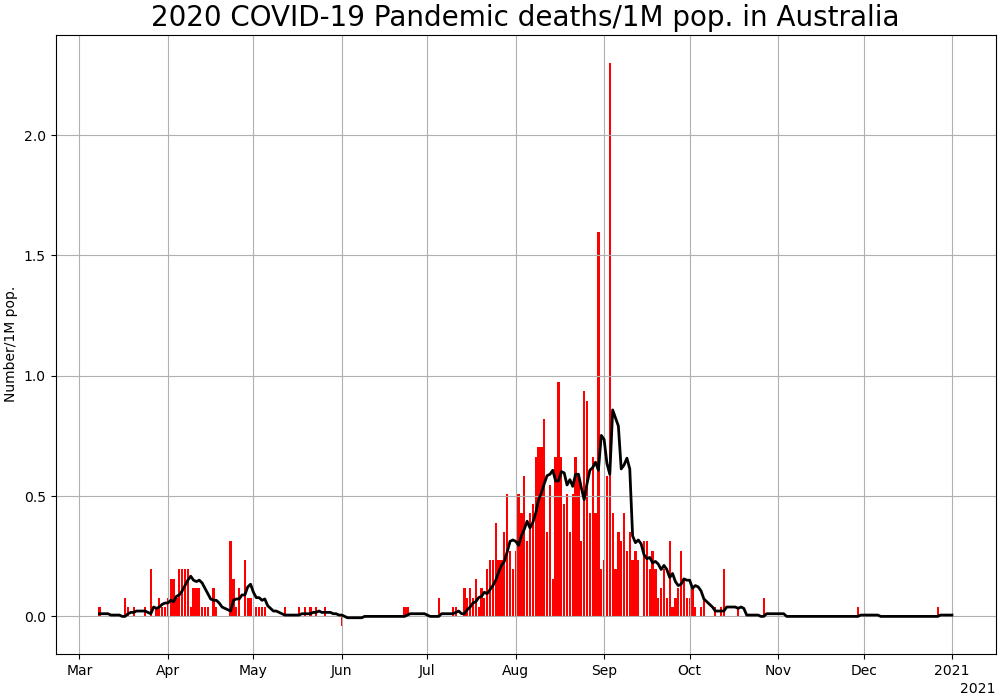 2020 COVID-19 Pandemic deaths/1M pop. in Australia
Number/1M pop.
2.0
1.5
1.0
0.5
0.0
Mar Apr May Jun Jul Aug Sep Oct Nov Dec 2021
2021